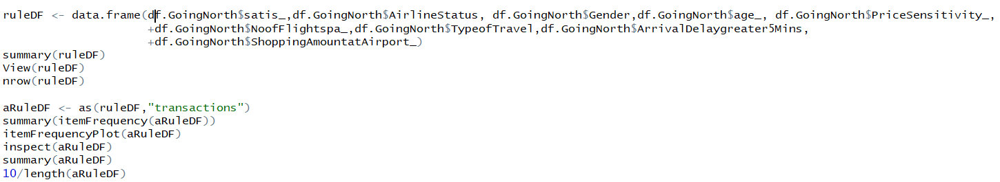 ruleDF <- data.frame(df.GoingNorth$satis_,df.GoingNorth$AirlineStatus, df.GoingNorth$Gender,df.GoingNorth$age_, df.GoingNorth$PriceSensitivity_,
+df.GoingNorth$NoofFlightspa_,df.GoingNorth$TypeofTravel,df.GoingNorth$ArrivalDelaygreater5Mins,
+df.GoingNorth$ShoppingAmountatAirport_)
summary(ruleDF)
View(ruleDF)
nrow(ruleDF)
aRuleDF <- as(ruleDF,"transactions")
summary(itemFrequency(aRuleDF))
itemFrequencyPlot(aRuleDF)
inspect(aRuleDF)
summary(aRuleDF)
10/length(aRuleDF)